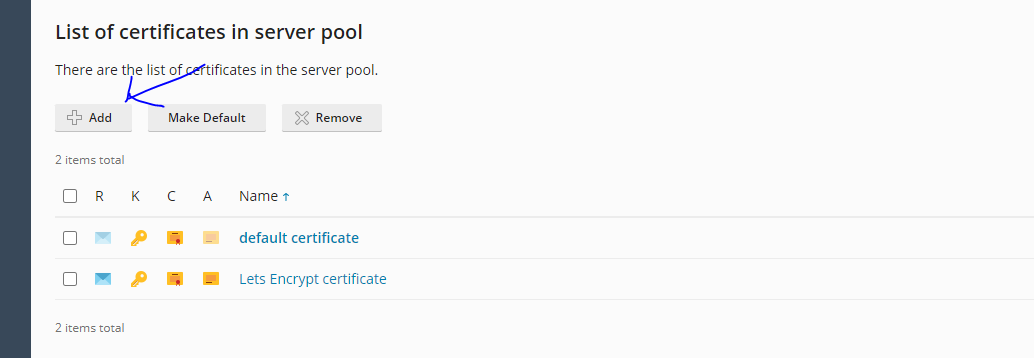 List of certificates in server pool
There are the list of certificates in the server pool.
Add Make Default Remove
2 items total
R K C A Name ↑
default certificate
Lets Encrypt certificate
2 items total